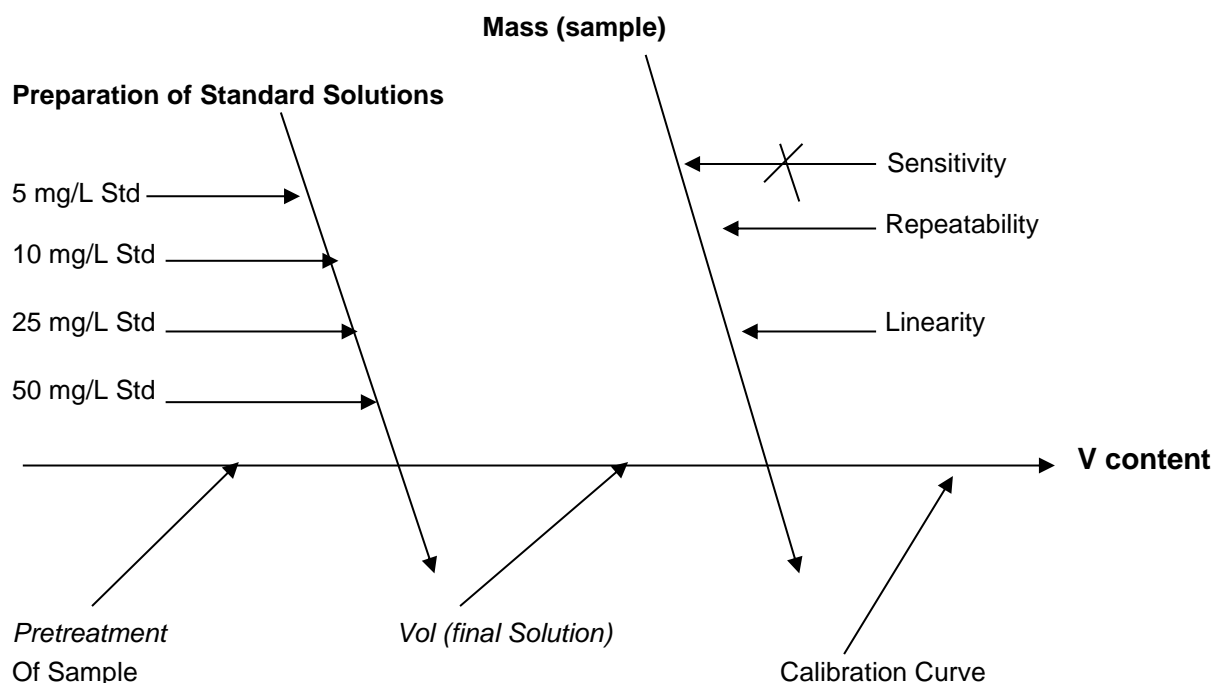 Mass (sample)
Preparation of Standard Solutions
Sensitivity
5 mg/L Std
Repeatability
10 mg/L Std
25 mg/L Std
Linearity
50 mg/L Std
V content
Pretreatment
Of Sample
Vol (final Solution)
Calibration Curve